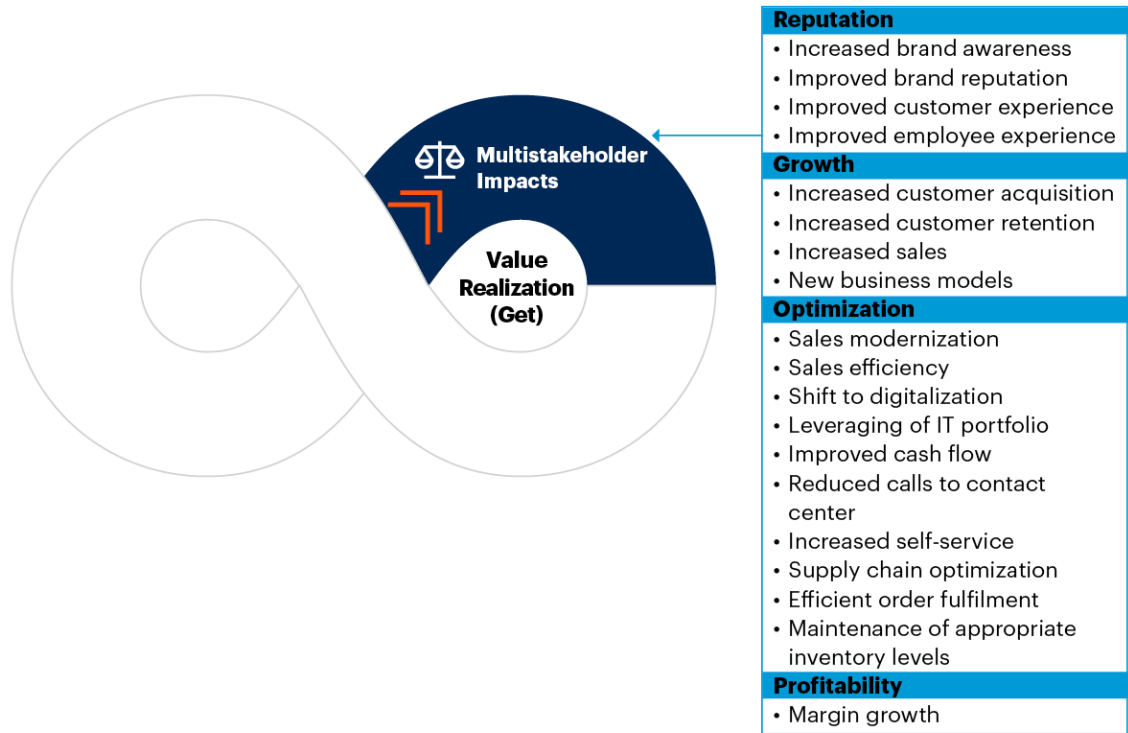 Multistakeholder
Impacts
Value
Realization
(Get)
Reputation
• Increased brand awareness
• Improved brand reputation
• Improved customer experience
• Improved employee experience
Growth
• Increased customer acquisition
• Increased customer retention
• Increased sales
• New business models
Optimization
• Sales modernization
• Sales efficiency
• Shift to digitalization
• Leveraging of IT portfolio
• Improved cash flow
• Reduced calls to contact
center
• Increased self-service
• Supply chain optimization
• Efficient order fulfilment
• Maintenance of appropriate
inventory levels
Profitability
• Margin growth